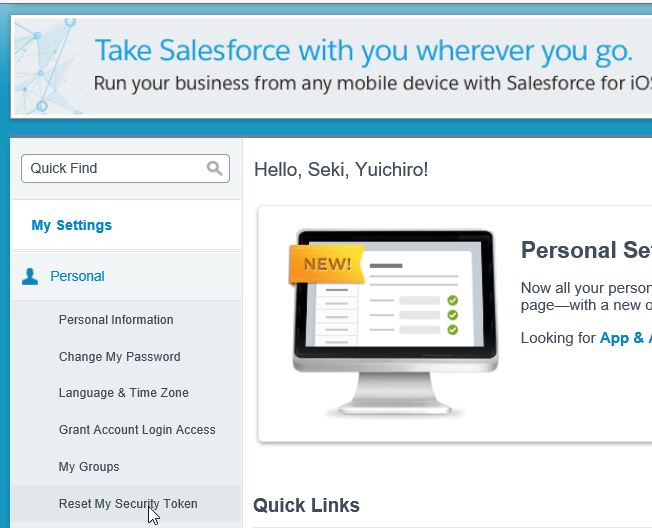 Take Salesforce with you wherever you go.
Run your business from any mobile device with Salesforce for iOS
Quick Find
Hello, Seki, Yuichiro!
My Settings
NEW!
Personal Se
Personal
Now all your person
page—with a new o
Looking for App & A
Personal Information
Change My Password
Language & Time Zone
Grant Account Login Access
My Groups
Reset My Security Token
Quick Links